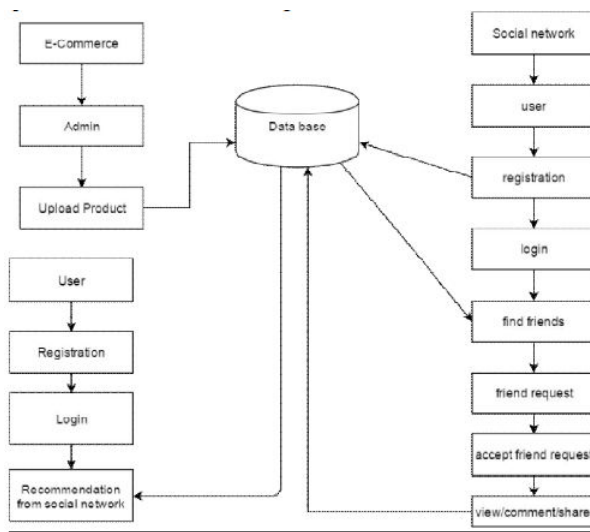 E-Commerce
Admin
Upload Product
User
Registration
Login
Recommendation
from social network
Data base
Social network
user
registration
login
find friends
friend request
accept friend request
view/comment/share